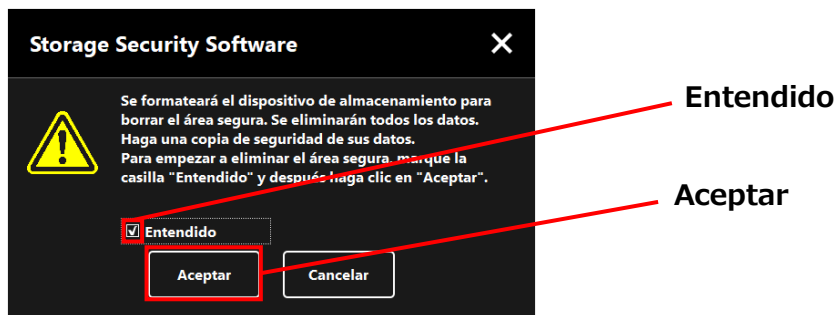 Storage Security Software
Se formateará el dispositivo de almacenamiento para
borrar el área segura. Se eliminarán todos los datos.
Haga una copia de seguridad de sus datos.
Para empezar a eliminar el área segura, marque la
casilla "Entendido" y después haga clic en "Aceptar".
Entendido
Aceptar
Cancelar
Entendido
Aceptar